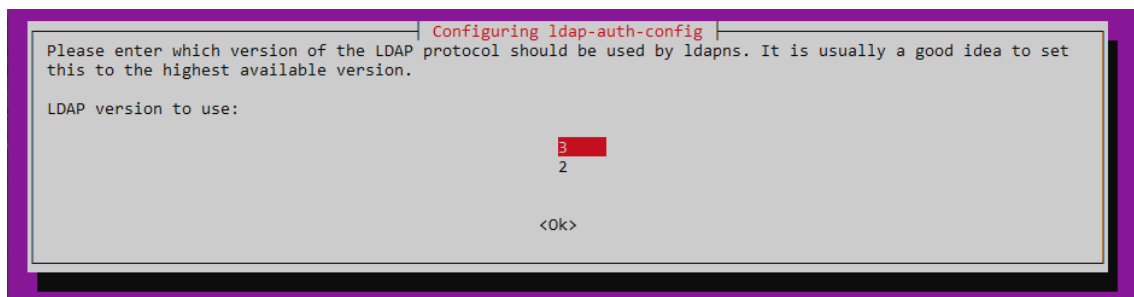 Configuring ldap-auth-config
Please enter which version of the LDAP protocol should be used by ldapns. It is usually a good idea to set
this to the highest available version.
LDAP version to use:
3
2
<Ok>